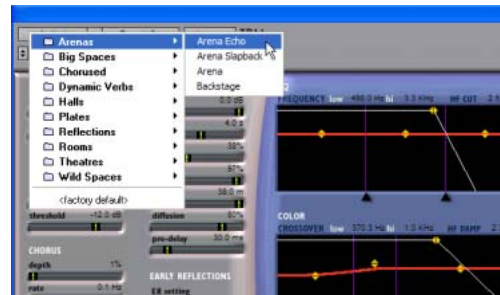 Arenas
Big Spaces
Chorused
Dynamic Verbs
Halls
Plates
Reflections
Rooms
Theatres
Wild Spaces
<factory default>
Arena Echo
Arena Slapback
Arena
Backstage
0.0 dB
4.0 s
38%
57%
38.0 m
threshold -12.0 dB
diffusion 80%
pre-delay 30.0 ms
CHORUS
depth 1%
rate 0.1 Hz
EARLY REFLECTIONS
ER setting
FREQUENCY low 488.0 Hz hi 3.3 KHz HF CUT
COLOR
CROSSOVER low 370.3 Hz hi 1.0 KHz HF DAMP